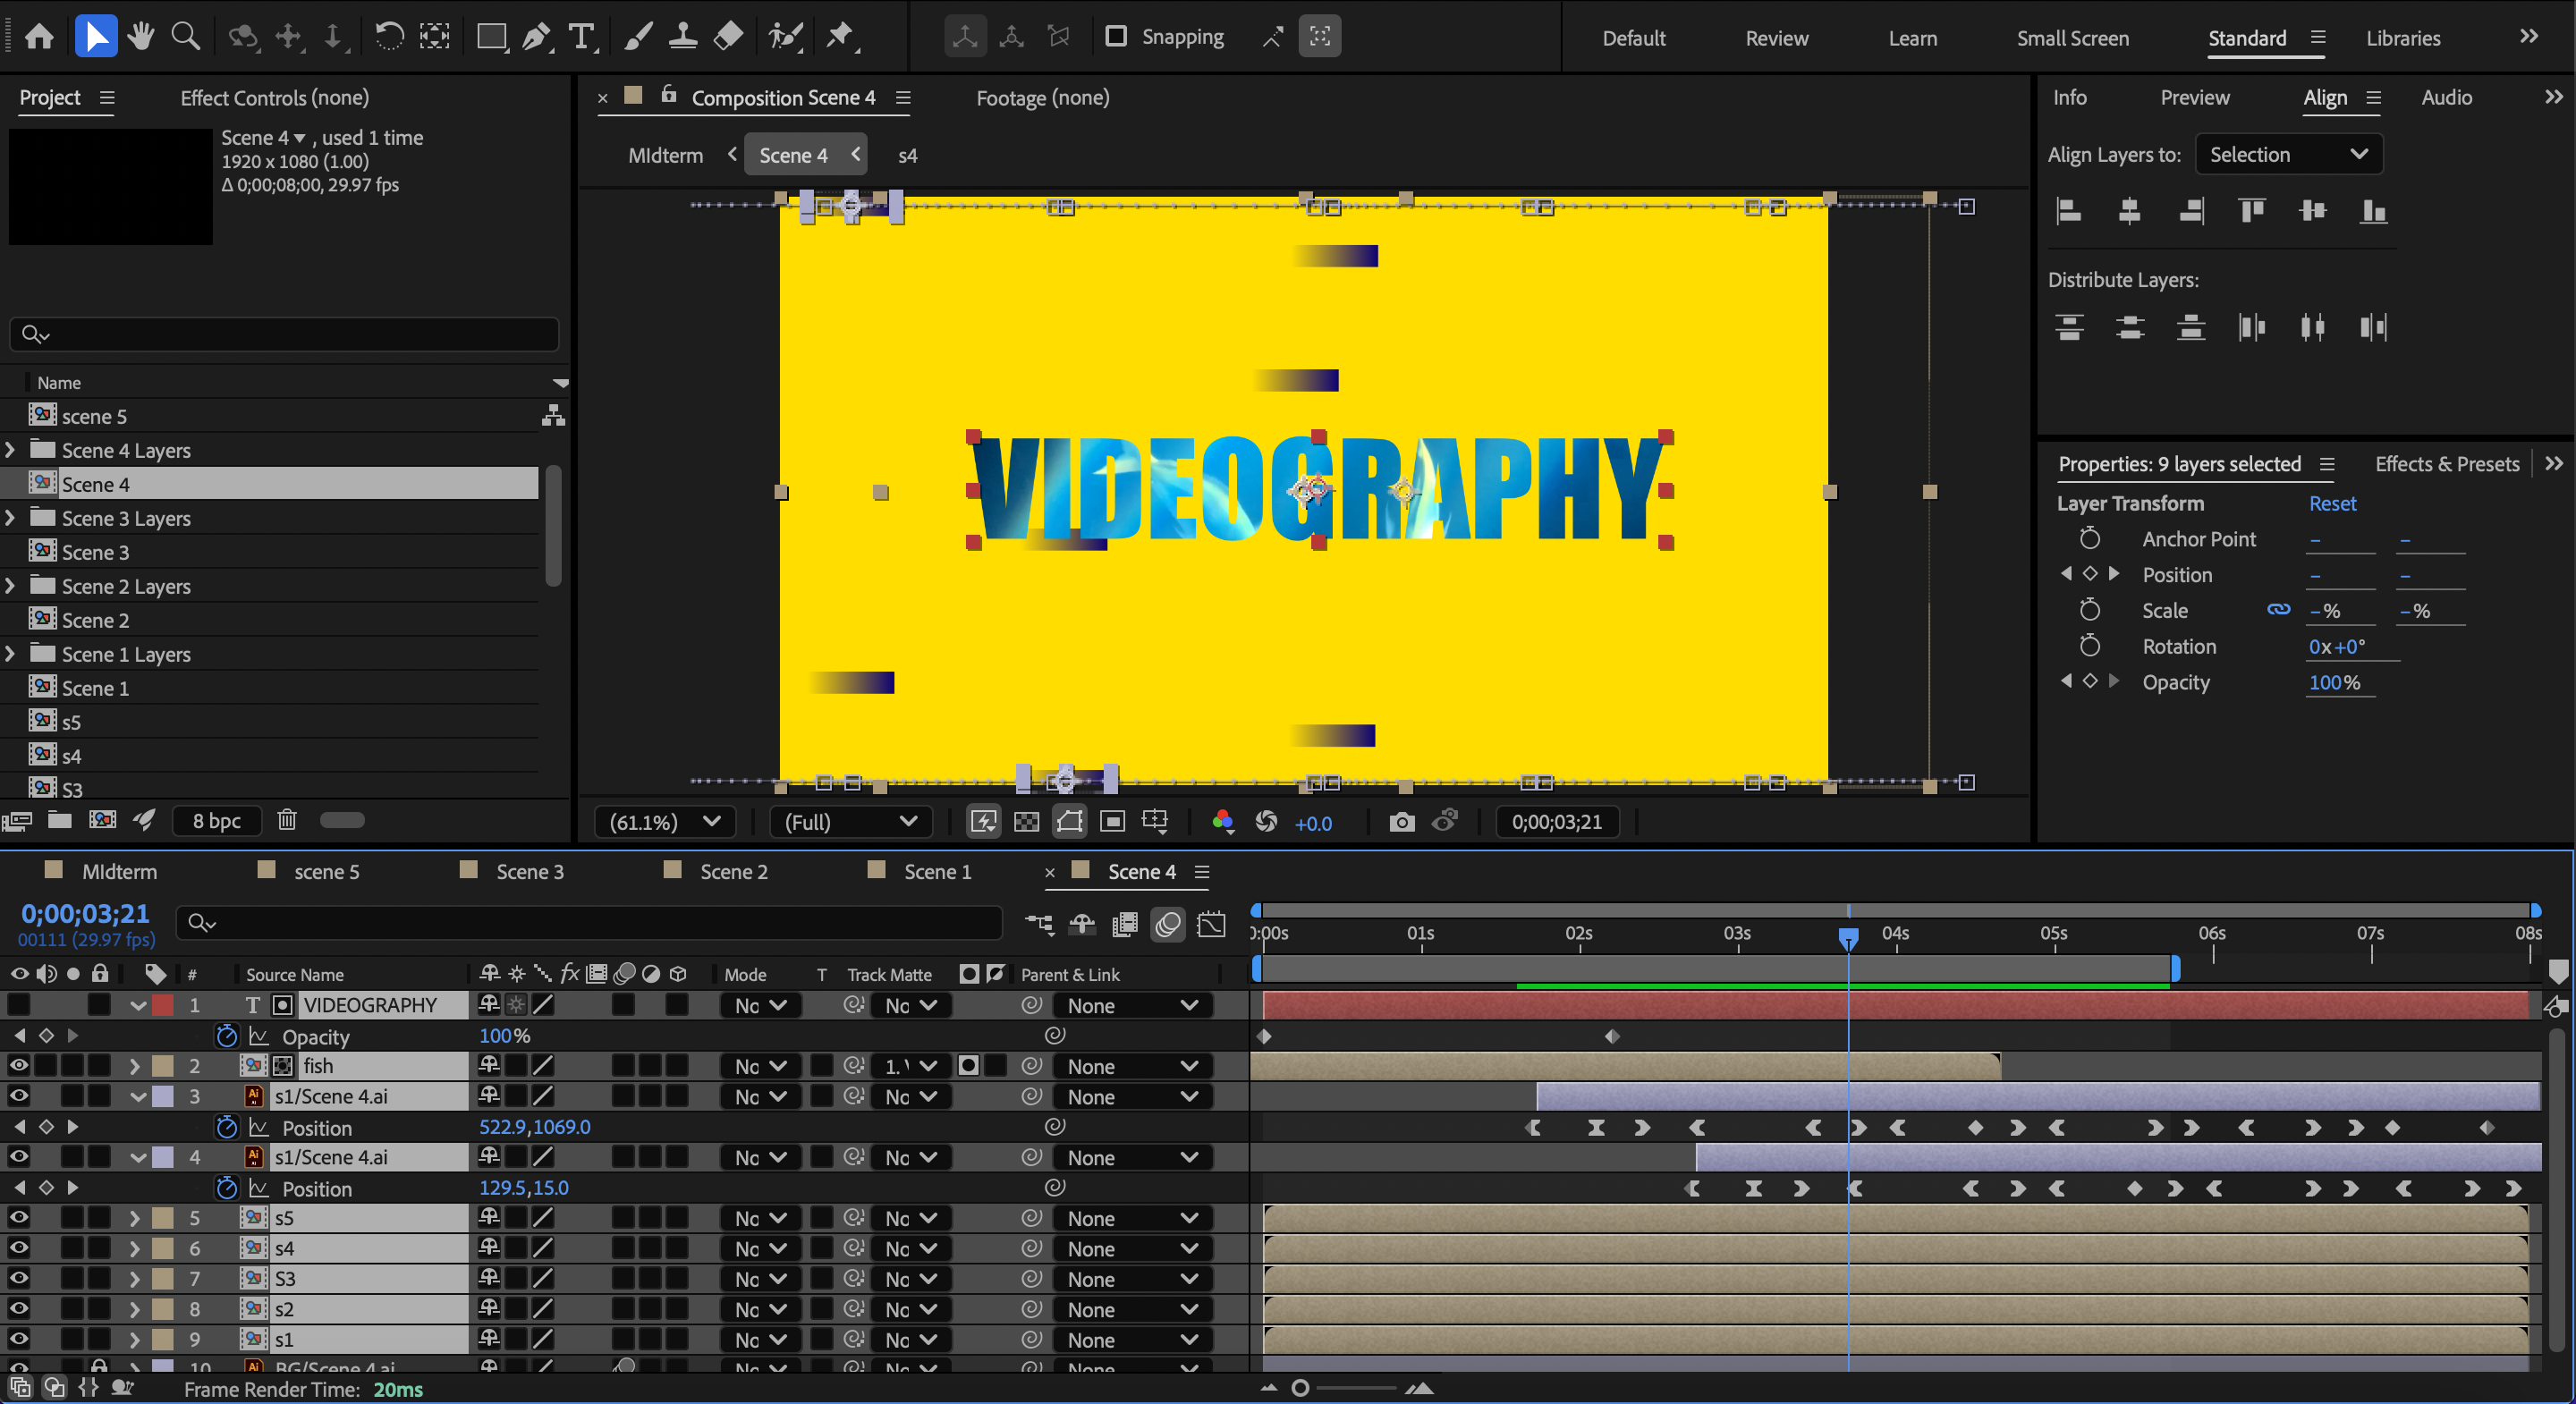 Snapping
Default
Review
Learn
Small Screen
Standard
Libraries
Project
Effect Controls (none)
Scene 4 , used 1 time
1920 x 1080 (1.00)
Δ 0;00;08;00, 29.97 fps
Name
scene 5
Scene 4 Layers
Scene 4
Scene 3 Layers
Scene 3
Scene 2 Layers
Scene 2
Scene 1 Layers
Scene 1
s5
s4
S3
8 bpc
Composition Scene 4
Footage (none)
MIdterm
Scene 4
s4
VIDEOGRAPHY
(61.1%)
(Full)
+0.0
0;00;03;21
Info
Preview
Align
Audio
Align Layers to:
Selection
Distribute Layers:
Properties: 9 layers selected
Effects & Presets
Layer Transform
Reset
Anchor Point – –
Position – –
Scale –% –%
Rotation 0x+0°
Opacity 100%
MIdterm
scene 5
Scene 3
Scene 2
Scene 1
Scene 4
0;00;03;21
00111 (29.97 fps)
0:00s 01s 02s 03s 04s 05s 06s 07s 08s
# Source Name fx Mode T Track Matte Parent & Link
1 T VIDEOGRAPHY No No None
Opacity 100%
2 fish No 1. None
3 Ai s1/Scene 4.ai No No None
Position 522.9,1069.0
4 Ai s1/Scene 4.ai No No None
Position 129.5,15.0
5 s5 No No None
6 s4 No No None
7 S3 No No None
8 s2 No No None
9 s1 No No None
10 Ai BG/Scene 4.ai No No None
Frame Render Time: 20ms